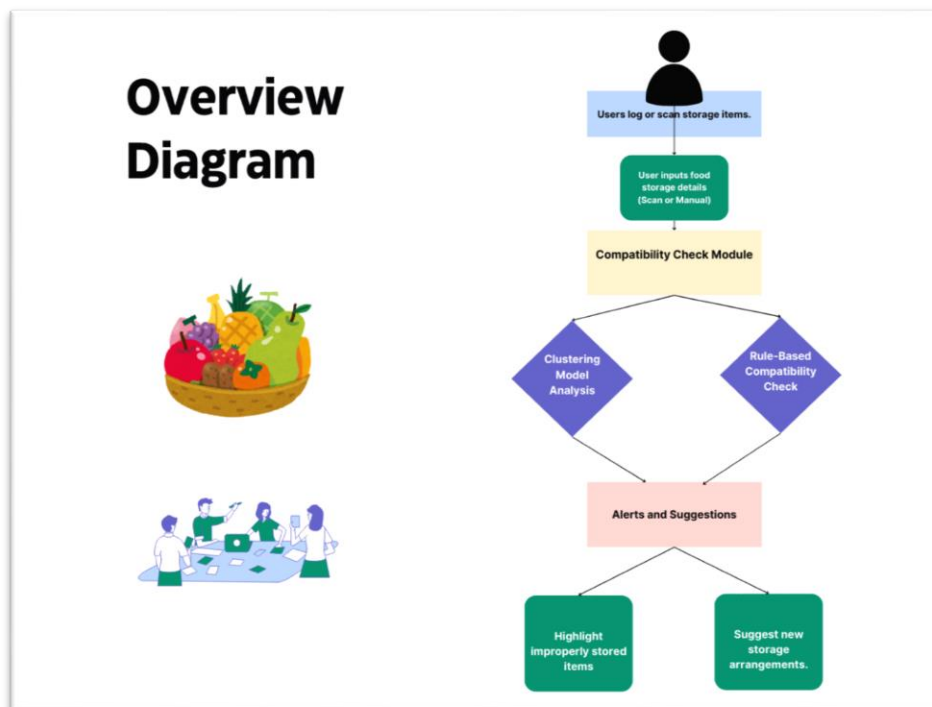 Overview
Diagram
Users log or scan storage items.
User inputs food
storage details
(Scan or Manual)
Compatibility Check Module
Clustering
Model
Analysis
Rule-Based
Compatibility
Check
Alerts and Suggestions
Highlight
improperly stored
items
Suggest new
storage
arrangements.